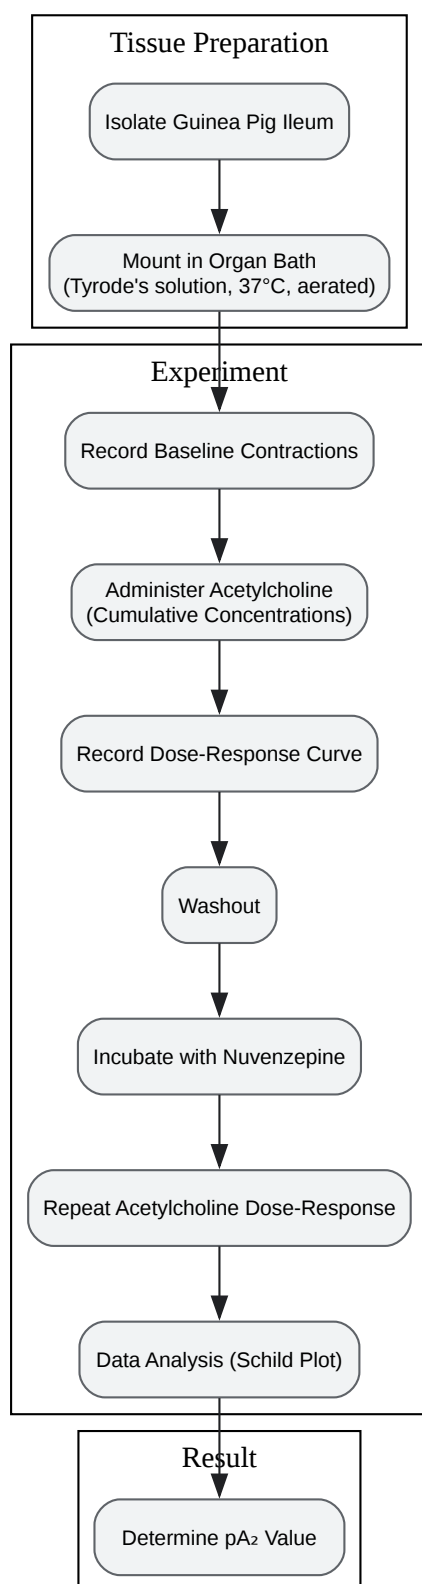 Tissue Preparation
Isolate Guinea Pig Ileum
Mount in Organ Bath
(Tyrode's solution, 37°C, aerated)
Experiment
Record Baseline Contractions
Administer Acetylcholine
(Cumulative Concentrations)
Record Dose-Response Curve
Washout
Incubate with Nuvenzepine
Repeat Acetylcholine Dose-Response
Data Analysis (Schild Plot)
Result
Determine pA₂ Value